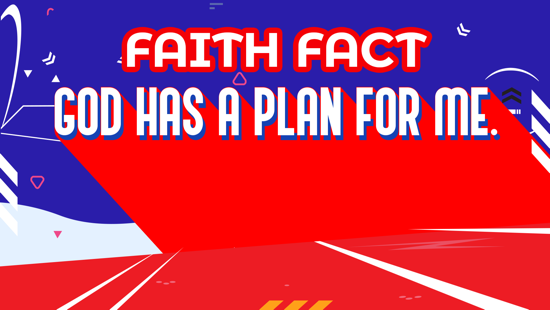 FAITH FACT
GOD HAS A PLAN FOR ME.